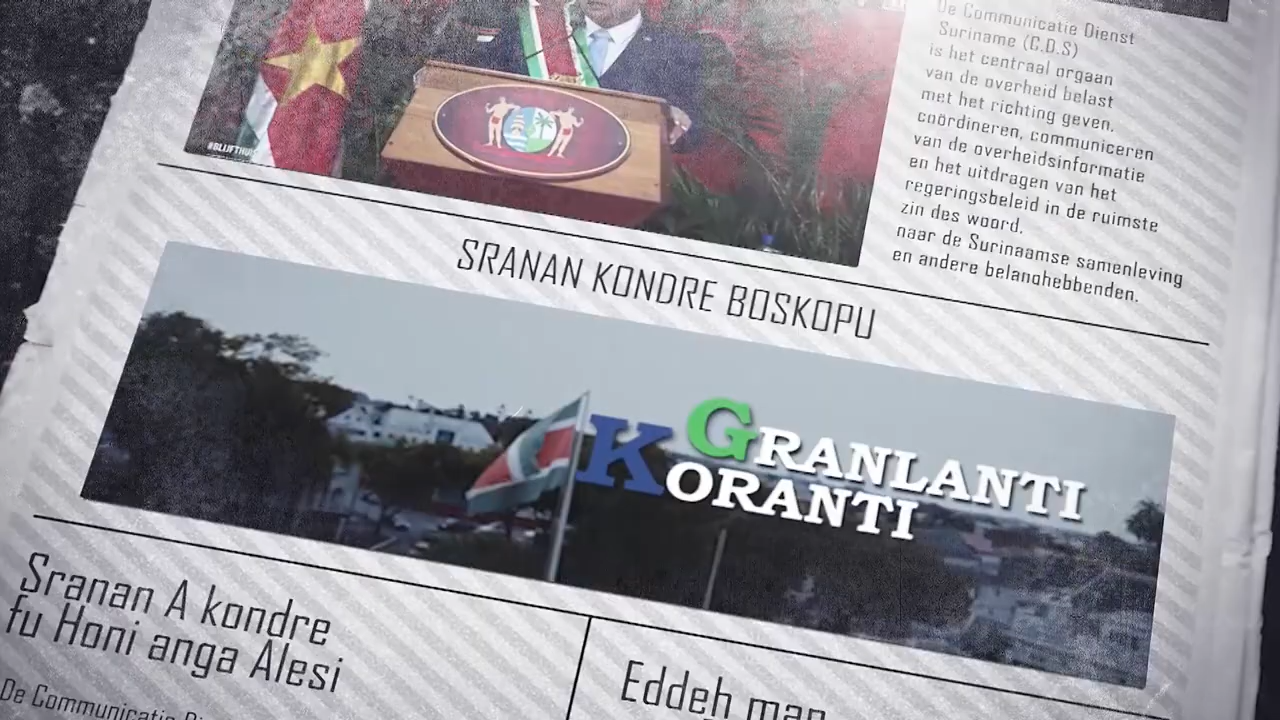 De Communicatie Dienst
Suriname (C.D.S)
is het centraal orgaan
van de overheid belast
met het richting geven,
coördineren, communiceren
van de overheidsinformatie
en het uitdragen van het
regeringsbeleid in de ruimste
zin des woord.
naar de Surinaamse samenleving
en andere belanghebbenden.
SRANAN KONDRE BOSKOPU
GRANLANTI
KORANTI
Sranan A kondre
fu Honi anga Alesi
De Communicatie
Eddeh man